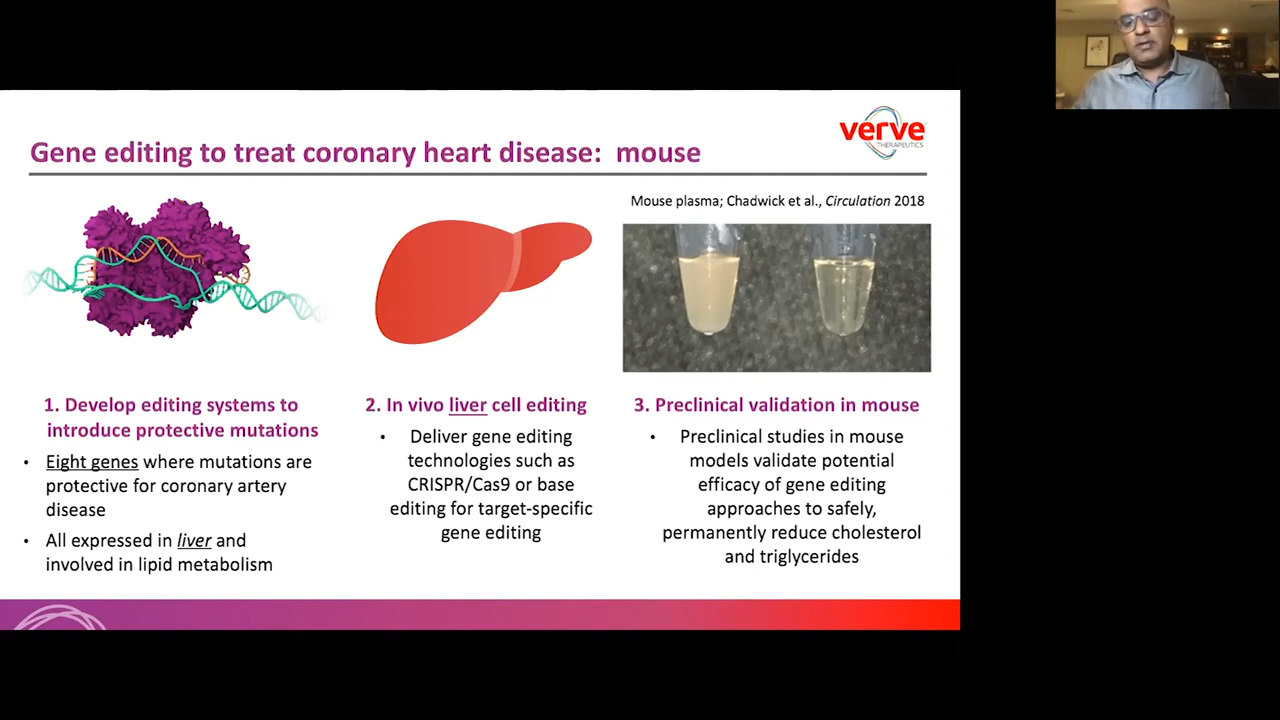 verve
THERAPEUTICS
Gene editing to treat coronary heart disease: mouse
Mouse plasma; Chadwick et al., Circulation 2018
1. Develop editing systems to
introduce protective mutations
• Eight genes where mutations are
protective for coronary artery
disease
• All expressed in liver and
involved in lipid metabolism
2. In vivo liver cell editing
• Deliver gene editing
technologies such as
CRISPR/Cas9 or base
editing for target-specific
gene editing
3. Preclinical validation in mouse
• Preclinical studies in mouse
models validate potential
efficacy of gene editing
approaches to safely,
permanently reduce cholesterol
and triglycerides